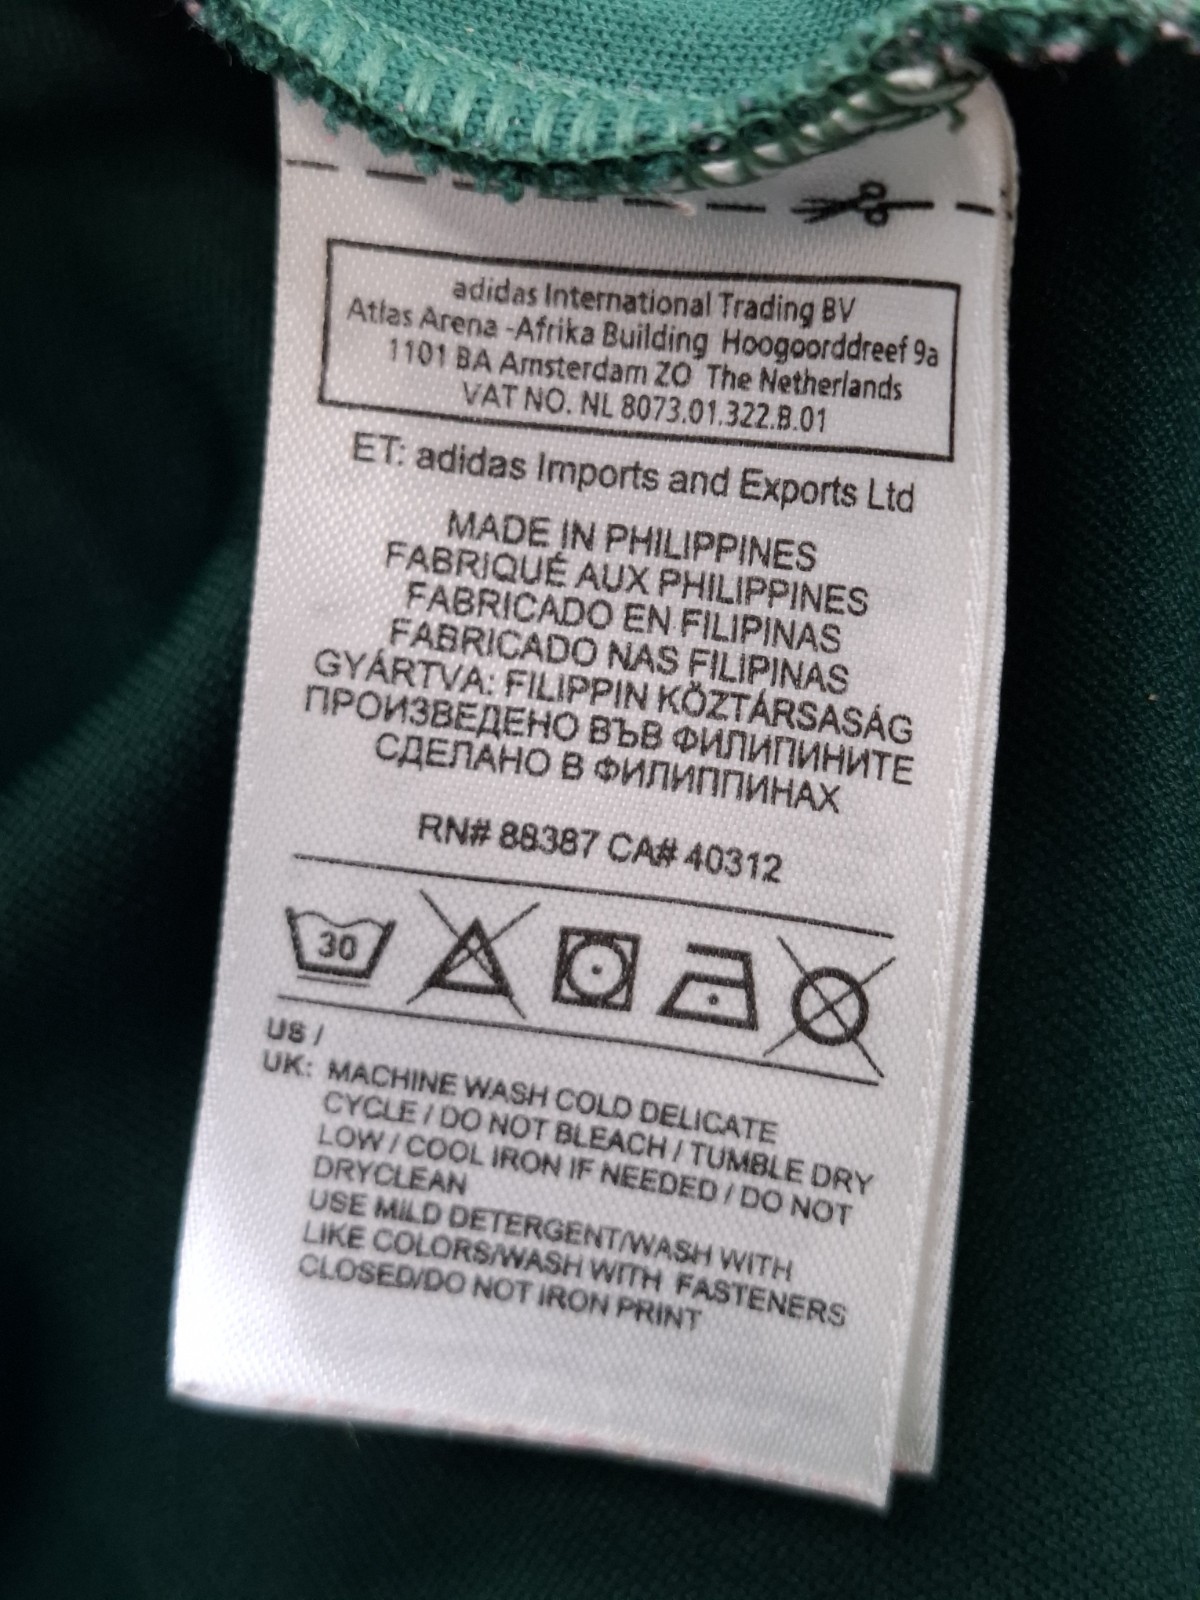 adidas International Trading BV
Atlas Arena -Afrika Building Hoogoorddreef 9a
1101 BA Amsterdam ZO The Netherlands
VAT NO. NL 8073.01.322.B.01
ET: adidas Imports and Exports Ltd
MADE IN PHILIPPINES
FABRIQUÉ AUX PHILIPPINES
FABRICADO EN FILIPINAS
FABRICADO NAS FILIPINAS
GYÁRTVA: FILIPPIN KÖZTÁRSASÁG
ПРОИЗВЕДЕНО ВЪВ ФИЛИПИНИТЕ
СДЕЛАНО В ФИЛИППИНАХ
RN# 88387 CA# 40312
30
US /
UK: MACHINE WASH COLD DELICATE
CYCLE / DO NOT BLEACH / TUMBLE DRY
LOW / COOL IRON IF NEEDED / DO NOT
DRYCLEAN
USE MILD DETERGENT/WASH WITH
LIKE COLORS/WASH WITH FASTENERS
CLOSED/DO NOT IRON PRINT